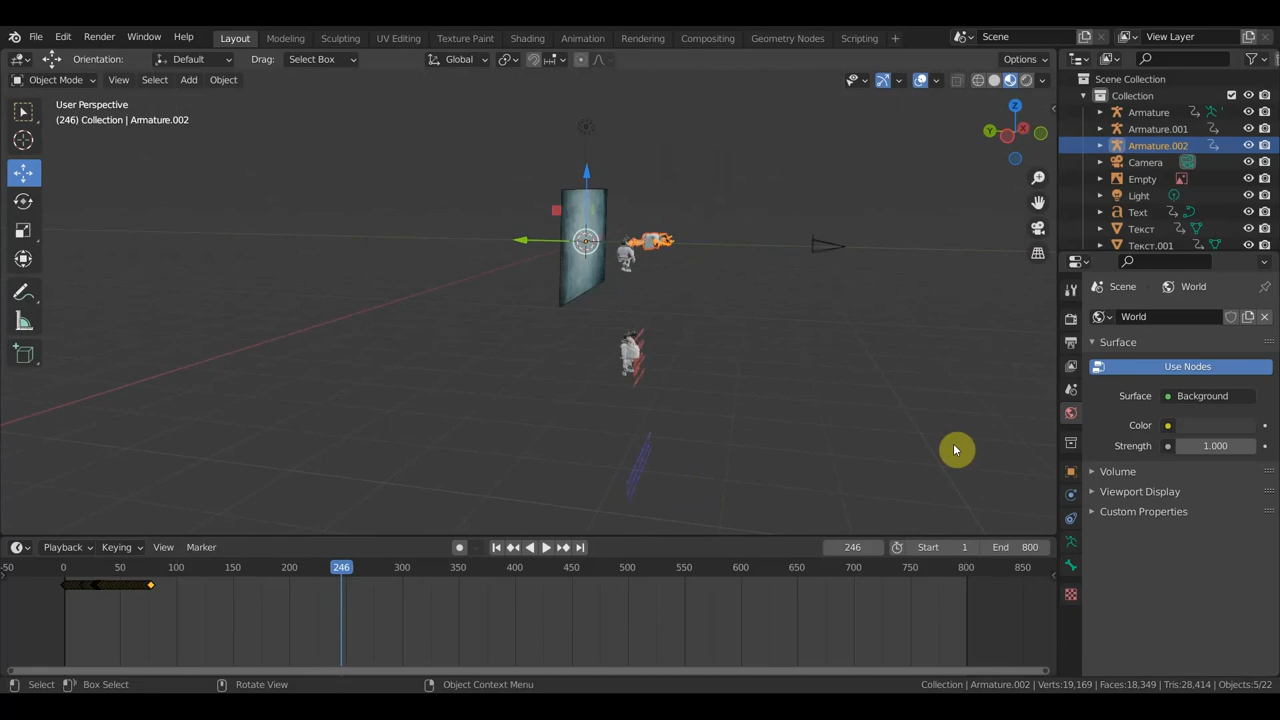 File Edit Render Window Help Layout Modeling Sculpting UV Editing Texture Paint Shading Animation Rendering Compositing Geometry Nodes Scripting Scene View Layer
Orientation: Default Drag: Select Box Global Options
Object Mode View Select Add Object
User Perspective
(246) Collection | Armature.002
Z
Y
X
Scene Collection
Collection
Armature
Armature.001
Armature.002
Camera
Empty
Light
Text
Текст
Текст.001
Scene World
World
Surface
Use Nodes
Surface Background
Color
Strength 1.000
Volume
Viewport Display
Custom Properties
Playback Keying View Marker 246 Start 1 End 800
-50 0 50 100 150 200 246 300 350 400 450 500 550 600 650 700 750 800 850
Select Box Select Rotate View Object Context Menu Collection | Armature.002 | Verts:19,169 | Faces:18,349 | Tris:28,414 | Objects:5/22